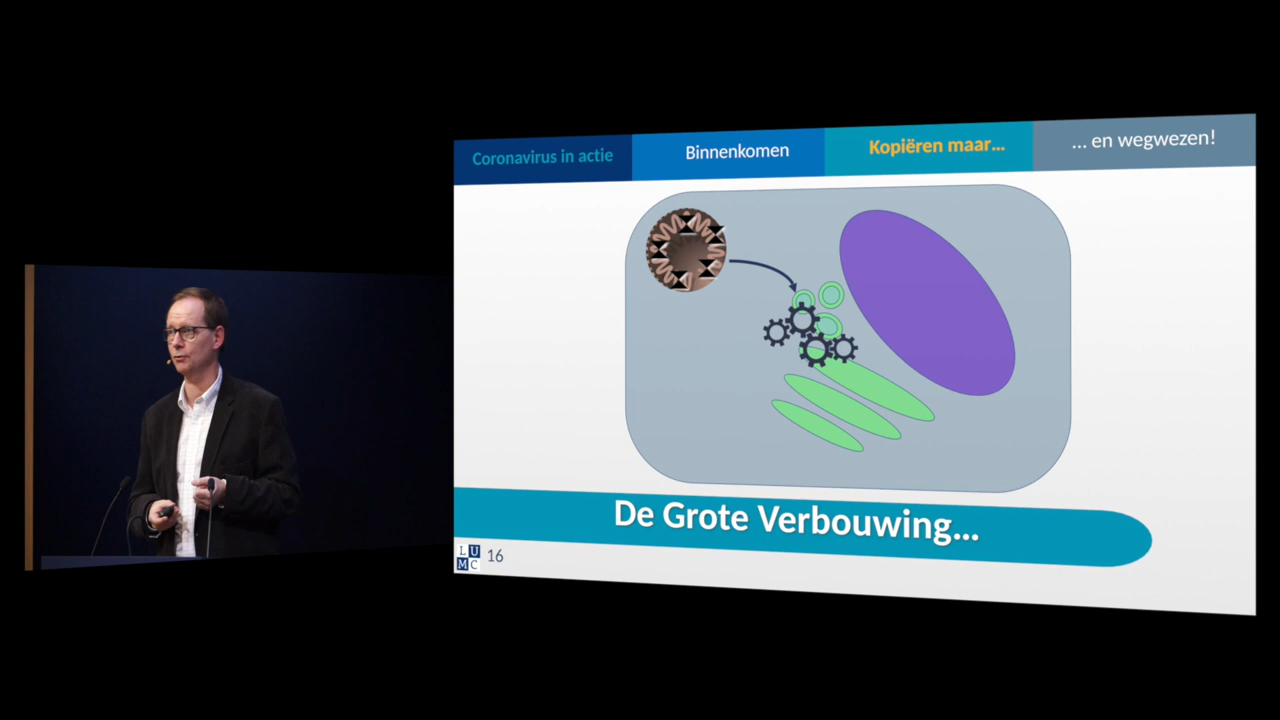 Coronavirus in actie
Binnenkomen
Kopiëren maar...
... en wegwezen!
De Grote Verbouwing...
L U
M C
16